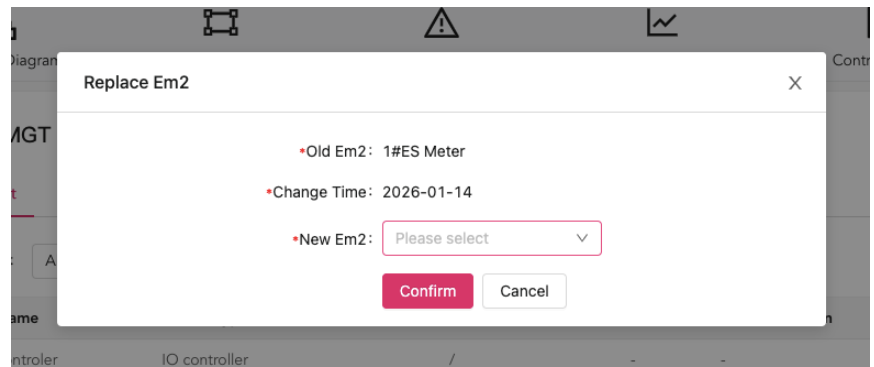 Diagram
Contr
Replace Em2
MGT
*Old Em2: 1#ES Meter
*Change Time: 2026-01-14
*New Em2: Please select
Confirm Cancel
ame
ntroler IO controller / - -